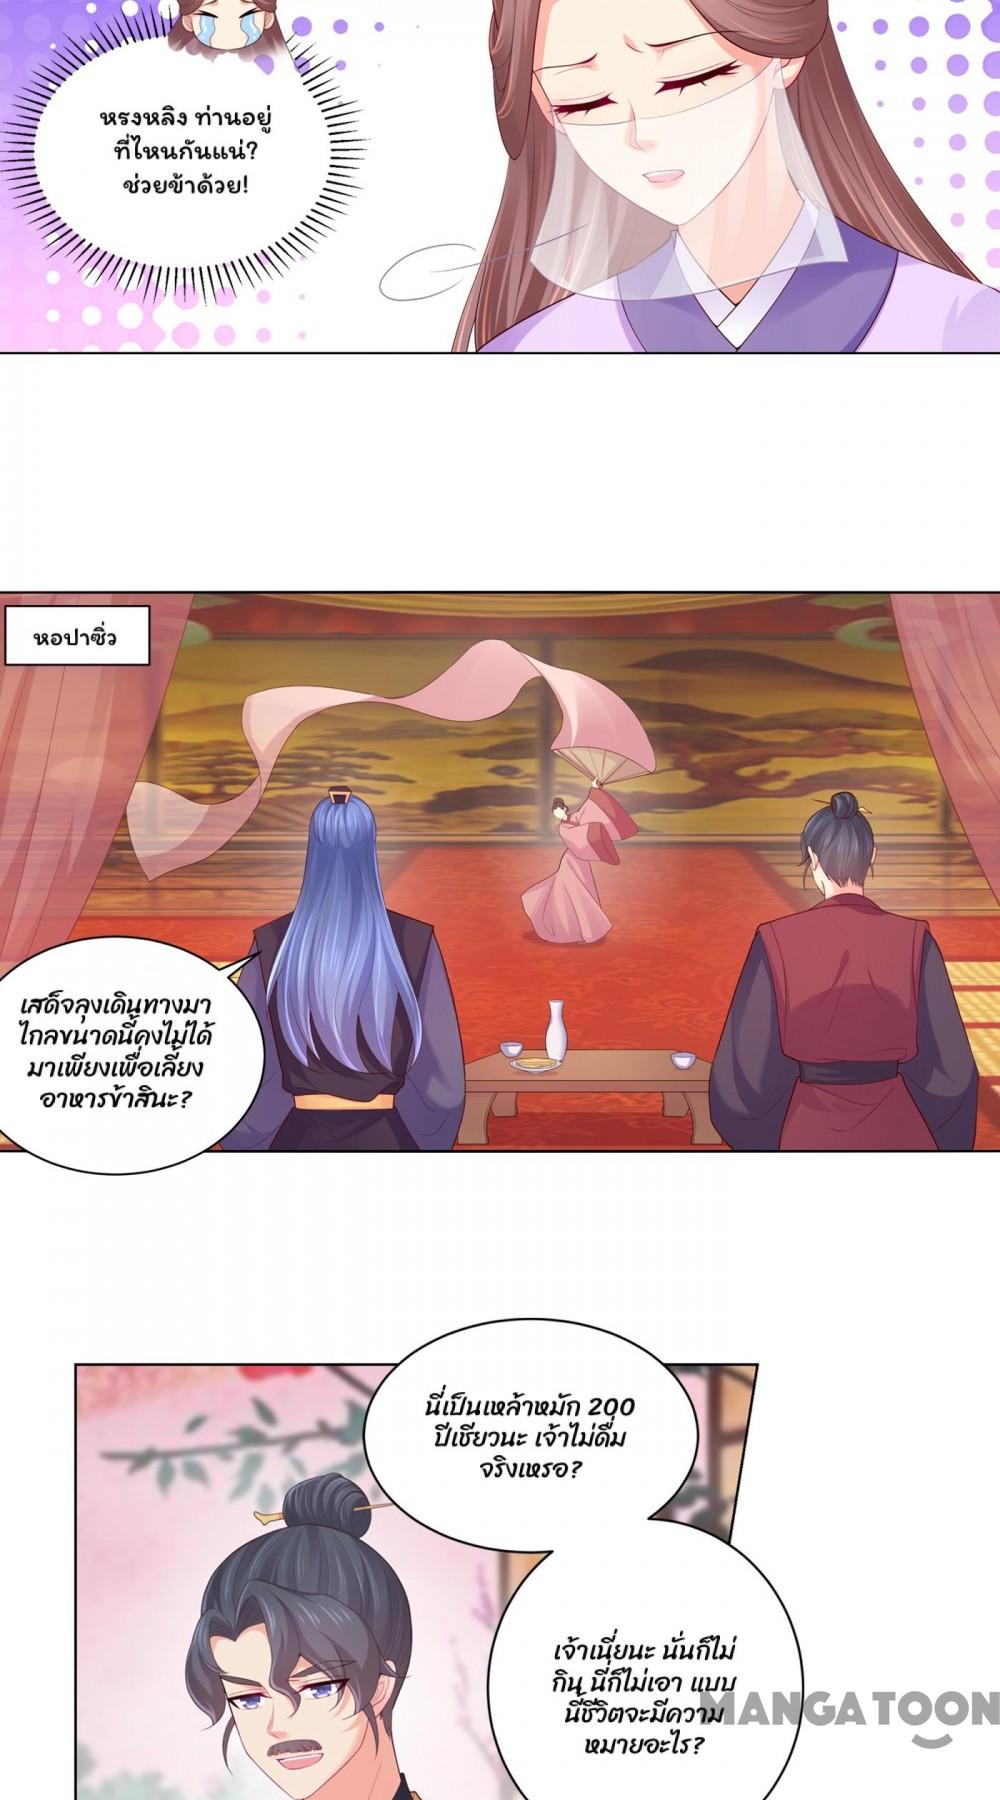 หรงหลิง ท่านอยู่
ที่ไหนกันแน่?
ช่วยข้าด้วย!
หอปาซิ่ว
เสด็จลุงเดินทางมา
ไกลขนาดนี้คงไม่ได้
มาเพียงเพื่อเลี้ยง
อาหารข้าสินะ?
นี่เป็นเหล้าหมัก 200
ปีเชียวนะ เจ้าไม่ดื่ม
จริงเหรอ?
เจ้าเนี่ยนะ นั่นก็ไม่
กิน นี่ก็ไม่เอา แบบ
นี้ชีวิตจะมีความ
หมายอะไร?
MANGATOON